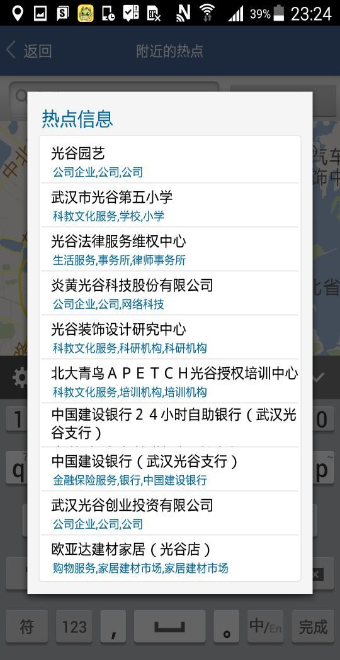 39% 23:24
返回
附近的热点
热点信息
光谷园艺
公司企业,公司,公司
武汉市光谷第五小学
科教文化服务,学校,小学
光谷法律服务维权中心
生活服务,事务所,律师事务所
炎黄光谷科技股份有限公司
公司企业,公司,网络科技
光谷装饰设计研究中心
科教文化服务,科研机构,科研机构
北大青鸟APETCH光谷授权培训中心
科教文化服务,培训机构,培训机构
中国建设银行24小时自助银行（武汉光
谷支行）
中国建设银行（武汉光谷支行）
金融保险服务,银行,中国建设银行
武汉光谷创业投资有限公司
公司企业,公司,公司
欧亚达建材家居（光谷店）
购物服务,家居建材市场,家居建材市场
中北
汽车
饰中
北省
1 0
q p
符 123 , 。 中/En 完成